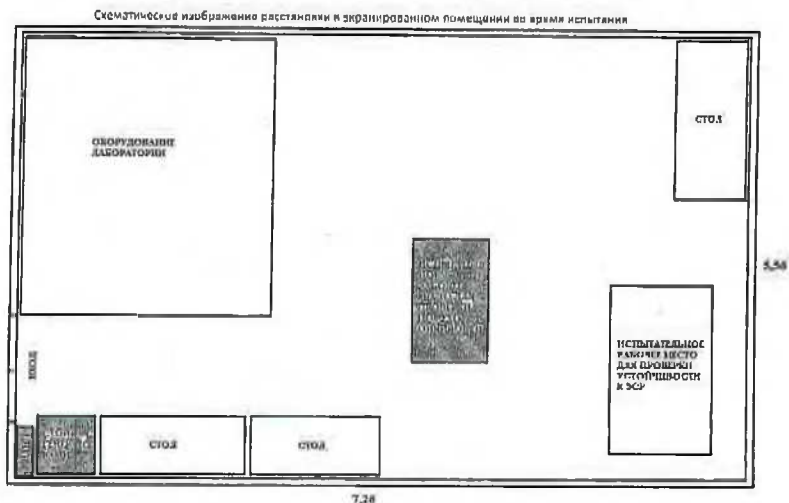 Схематическое изображение расстановки в экранированном помещении во время испытания
СТОЛ
ОБОРУДОВАНИЕ
ЛАБОРАТОРИИ
5,56
ИСПЫТАТЕЛЬНОЕ
РАБОЧЕЕ МЕСТО
ДЛЯ ПРОВЕРКИ
УСТОЙЧИВОСТИ
К ЭСР
ВХОД
СТОЛ
СТОЛ
7,26